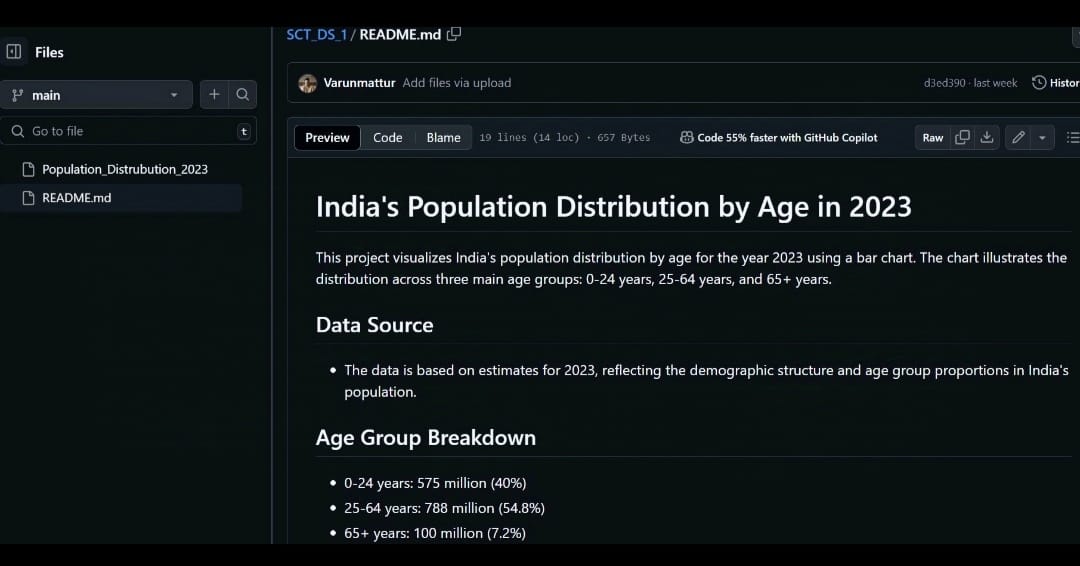 SCT_DS_1 / README.md
Files
Varunmattur Add files via upload d3ed390 · last week Histor
main
Go to file t
Preview Code Blame 19 lines (14 loc) · 657 Bytes Code 55% faster with GitHub Copilot Raw
Population_Distrubution_2023
README.md
India's Population Distribution by Age in 2023
This project visualizes India's population distribution by age for the year 2023 using a bar chart. The chart illustrates the
distribution across three main age groups: 0-24 years, 25-64 years, and 65+ years.
Data Source
• The data is based on estimates for 2023, reflecting the demographic structure and age group proportions in India's
population.
Age Group Breakdown
• 0-24 years: 575 million (40%)
• 25-64 years: 788 million (54.8%)
• 65+ years: 100 million (7.2%)